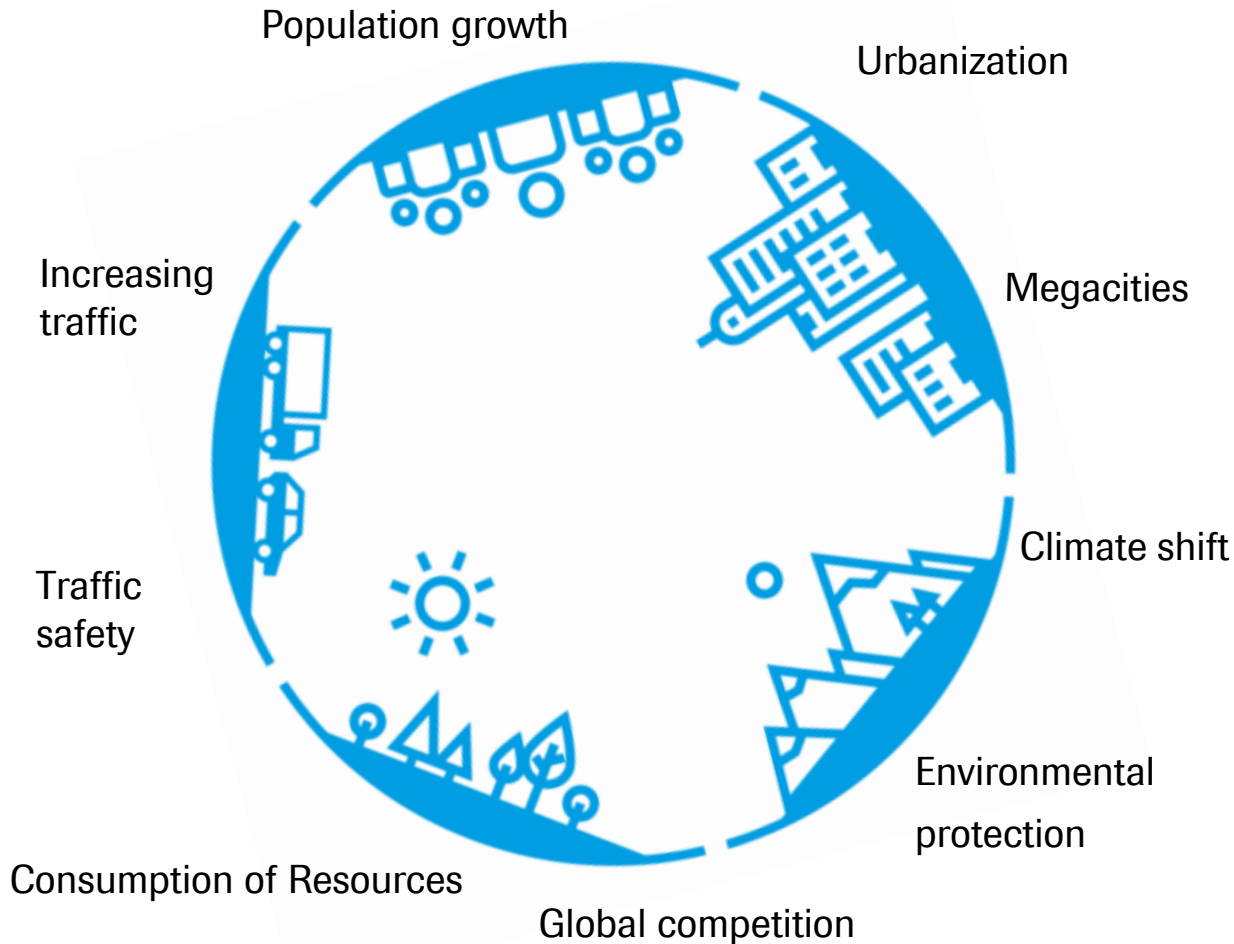 Population growth
Urbanization
Increasing
traffic
Megacities
Climate shift
Traffic
safety
Environmental
protection
Consumption of Resources
Global competition